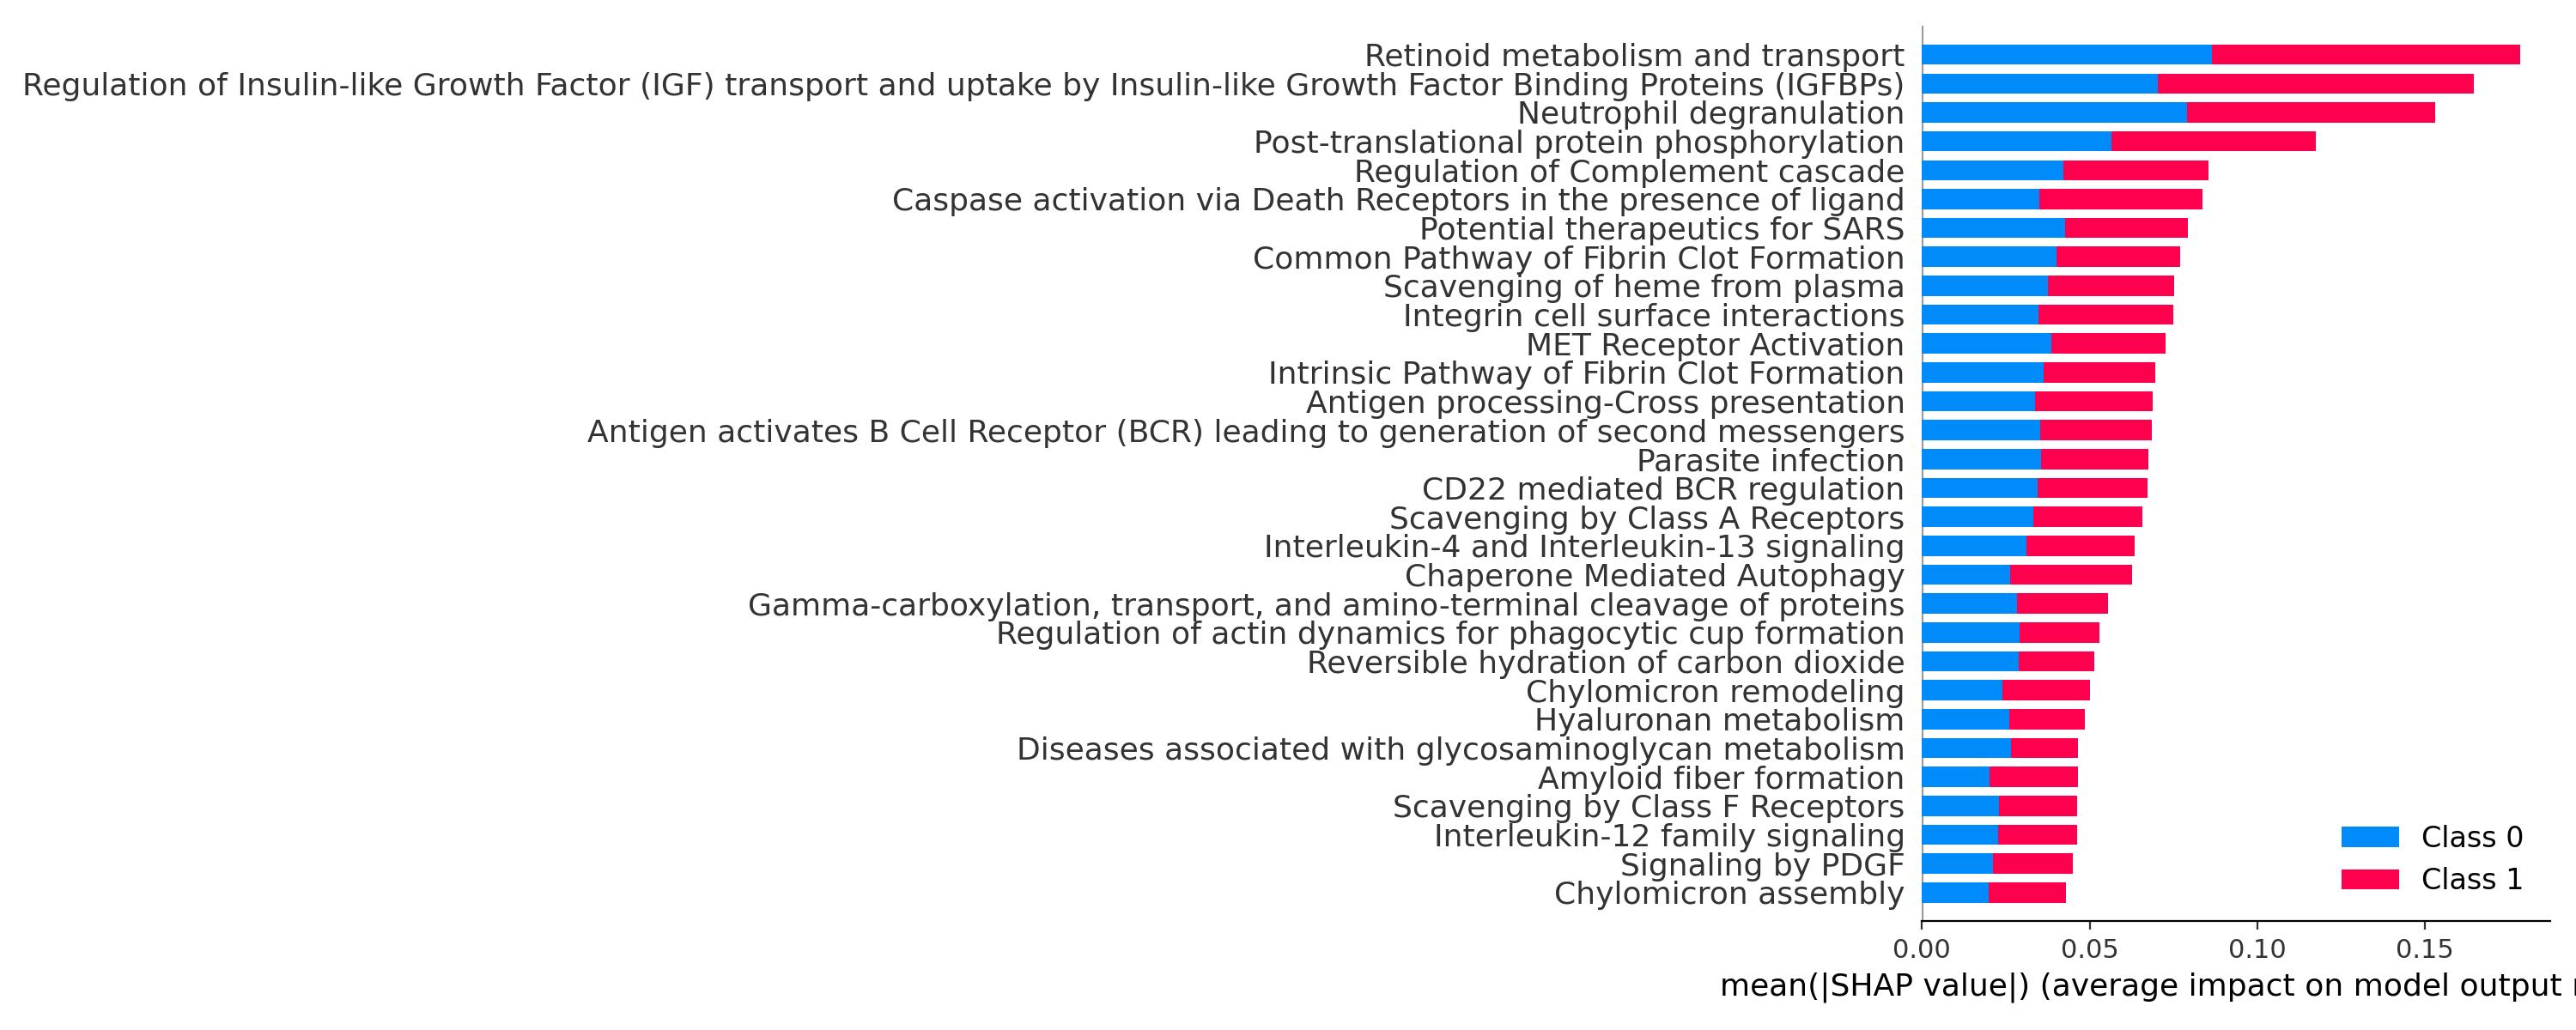 Retinoid metabolism and transport
Regulation of Insulin-like Growth Factor (IGF) transport and uptake by Insulin-like Growth Factor Binding Proteins (IGFBPs)
Neutrophil degranulation
Post-translational protein phosphorylation
Regulation of Complement cascade
Caspase activation via Death Receptors in the presence of ligand
Potential therapeutics for SARS
Common Pathway of Fibrin Clot Formation
Scavenging of heme from plasma
Integrin cell surface interactions
MET Receptor Activation
Intrinsic Pathway of Fibrin Clot Formation
Antigen processing-Cross presentation
Antigen activates B Cell Receptor (BCR) leading to generation of second messengers
Parasite infection
CD22 mediated BCR regulation
Scavenging by Class A Receptors
Interleukin-4 and Interleukin-13 signaling
Chaperone Mediated Autophagy
Gamma-carboxylation, transport, and amino-terminal cleavage of proteins
Regulation of actin dynamics for phagocytic cup formation
Reversible hydration of carbon dioxide
Chylomicron remodeling
Hyaluronan metabolism
Diseases associated with glycosaminoglycan metabolism
Amyloid fiber formation
Scavenging by Class F Receptors
Interleukin-12 family signaling
Signaling by PDGF
Chylomicron assembly
Class 0
Class 1
0.00 0.05 0.10 0.15
mean(|SHAP value|) (average impact on model output